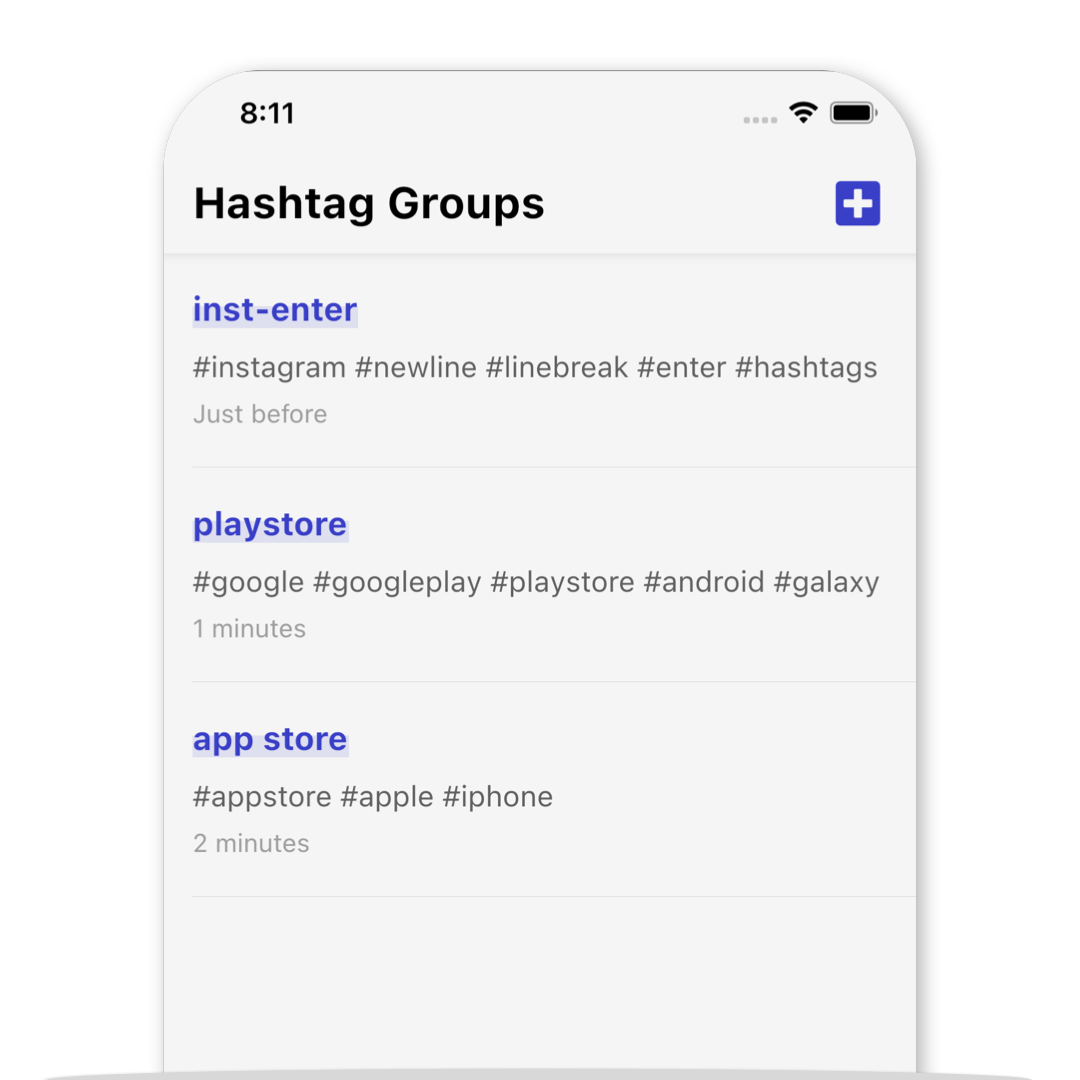 8:11
Hashtag Groups
inst-enter
#instagram #newline #linebreak #enter #hashtags
Just before
playstore
#google #googleplay #playstore #android #galaxy
1 minutes
app store
#appstore #apple #iphone
2 minutes